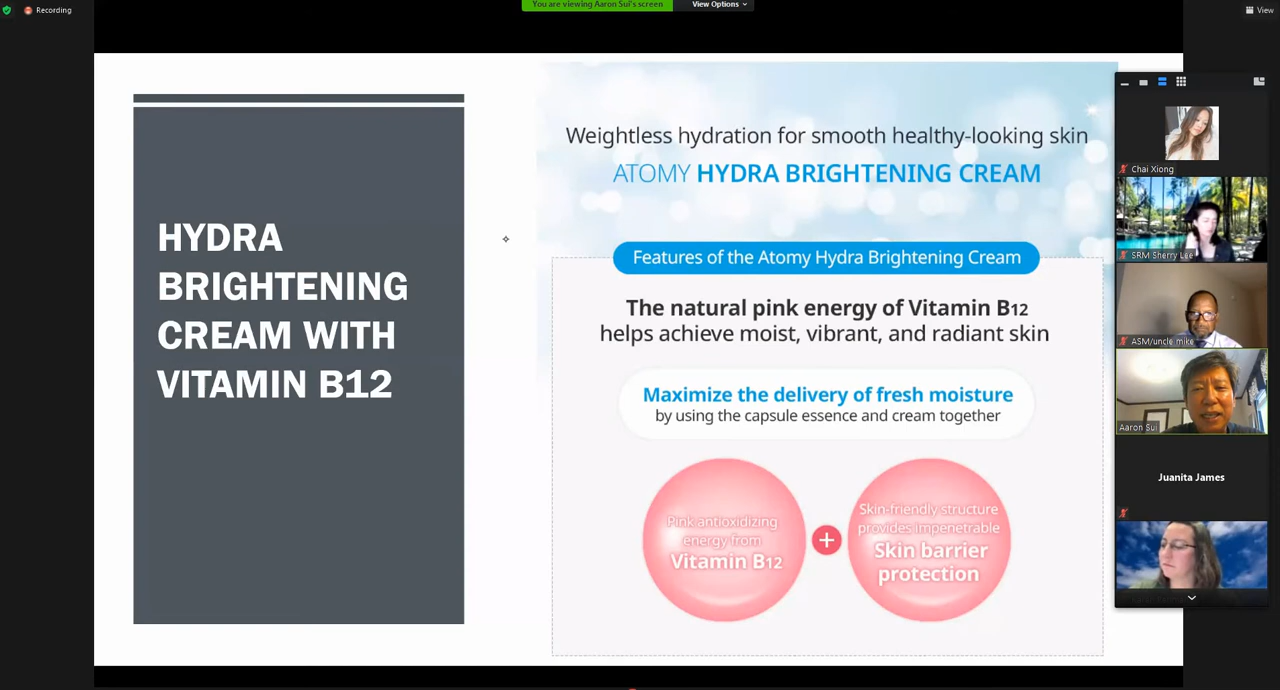 Recording
You are viewing Aaron Sui's screen
View Options
View
HYDRA
BRIGHTENING
CREAM WITH
VITAMIN B12
Weightless hydration for smooth healthy-looking skin
ATOMY HYDRA BRIGHTENING CREAM
Features of the Atomy Hydra Brightening Cream
The natural pink energy of Vitamin B12
helps achieve moist, vibrant, and radiant skin
Maximize the delivery of fresh moisture
by using the capsule essence and cream together
Pink antioxidizing
energy from
Vitamin B12
+
Skin-friendly structure
provides impenetrable
Skin barrier
protection
Chai Xiong
SRM Sherry Lee
ASM/uncle mike
Aaron Sui
Juanita James